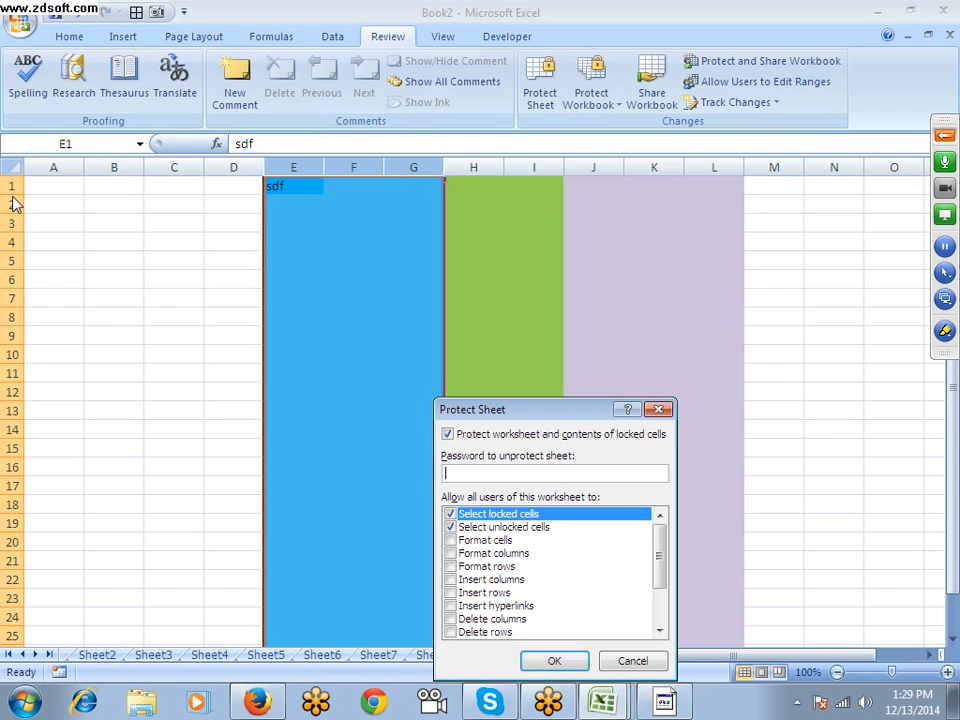 www.zdsoft.com
Book2 - Microsoft Excel
Home Insert Page Layout Formulas Data Review View Developer
ABC
Spelling Research Thesaurus Translate
Proofing
New Comment Delete Previous Next
Show/Hide Comment
Show All Comments
Show Ink
Comments
Protect Sheet Protect Workbook Share Workbook
Protect and Share Workbook
Allow Users to Edit Ranges
Track Changes
Changes
E1 fx sdf
A B C D E F G H I J K L M N O
1 sdf
2
3
4
5
6
7
8
9
10
11
12
13
14
15
16
17
18
19
20
21
22
23
24
25
Protect Sheet
Protect worksheet and contents of locked cells
Password to unprotect sheet:
Allow all users of this worksheet to:
Select locked cells
Select unlocked cells
Format cells
Format columns
Format rows
Insert columns
Insert rows
Insert hyperlinks
Delete columns
Delete rows
OK Cancel
Sheet2 Sheet3 Sheet4 Sheet5 Sheet6 Sheet7 She
Ready 100%
1:29 PM
12/13/2014